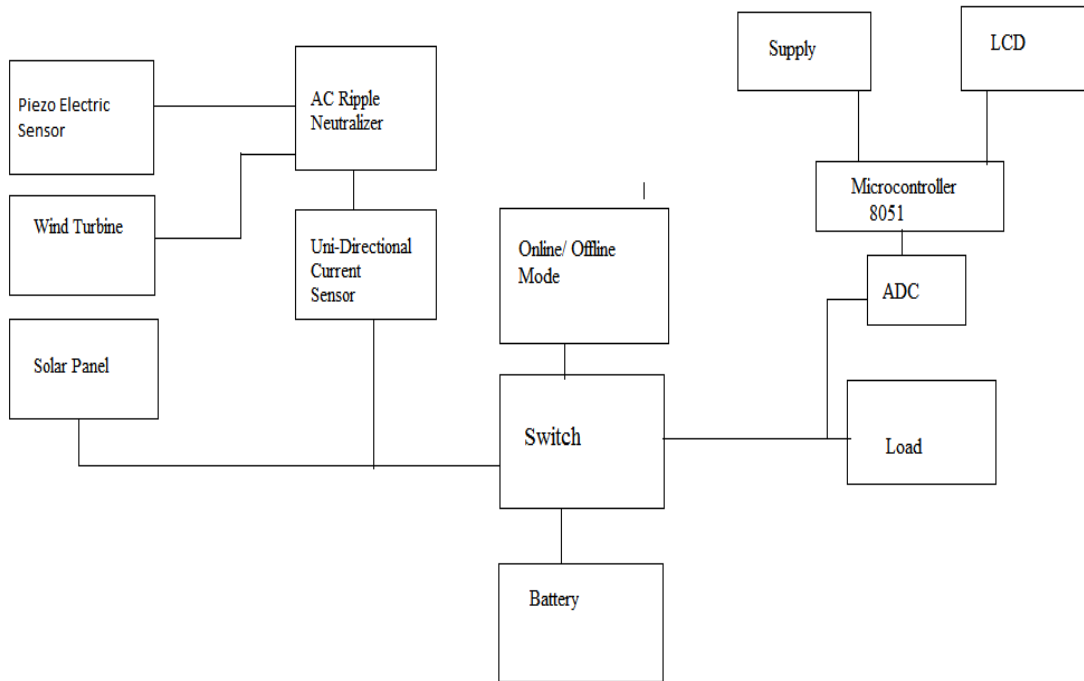 Piezo Electric
Sensor
AC Ripple
Neutralizer
Supply
LCD
Wind Turbine
Uni-Directional
Current
Sensor
Online/ Offline
Mode
Microcontroller
8051
ADC
Solar Panel
Switch
Load
Battery